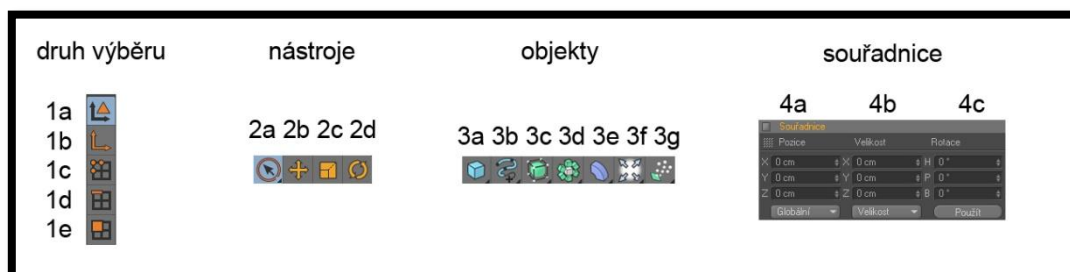 druh výběru
nástroje
objekty
souřadnice
1a
1b
1c
1d
1e
2a 2b 2c 2d
3a 3b 3c 3d 3e 3f 3g
4a 4b 4c
Souřadnice
Pozice Velikost Rotace
X 0 cm X 0 cm H 0 °
Y 0 cm Y 0 cm P 0 °
Z 0 cm Z 0 cm B 0 °
Globální Velikost Použít